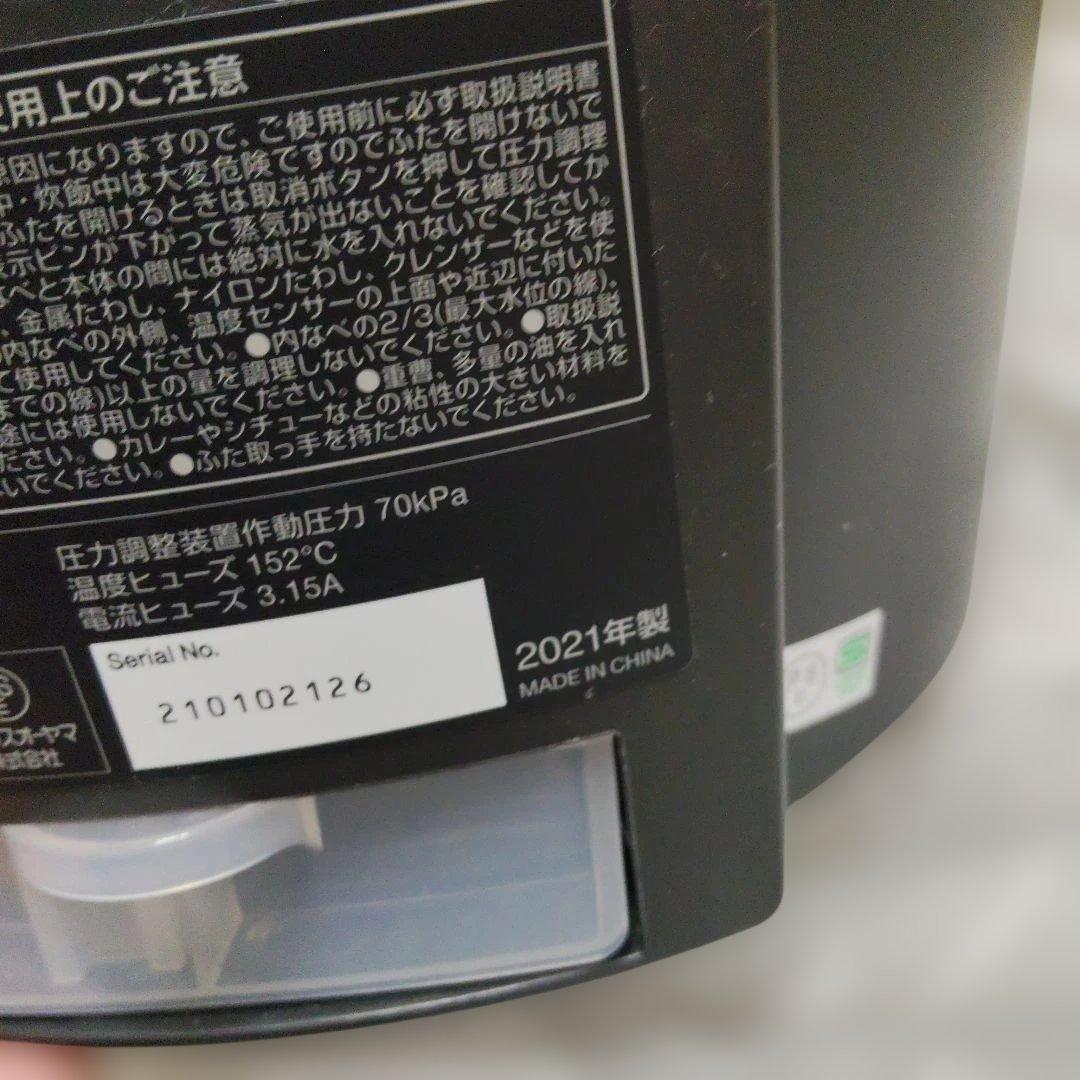 使用上のご注意
原因になりますので、ご使用前に必ず取扱説明書
中・炊飯中は大変危険ですのでふたを開けないで
ふたを開けるときは取消ボタンを押して圧力調理
表示ピンが下がって蒸気が出ないことを確認してか
なべと本体の間には絶対に水を入れないでください。
、金属たわし、ナイロンたわし、クレンザーなどを使
の内なべの外側、温度センサーの上面や近辺に付いた
て使用してください。●内なべの2/3(最大水位の線)、
までの線)以上の量を調理しないでください。●取扱説
途には使用しないでください。●重曹、多量の油を入れ
ださい。●カレーやシチューなどの粘性の大きい材料を
いでください。●ふた取っ手を持たないでください。
圧力調整装置作動圧力 70kPa
温度ヒューズ 152℃
電流ヒューズ 3.15A
Serial No.
210102126
2021年製
MADE IN CHINA
PSE
スオーヤマ
株式会社